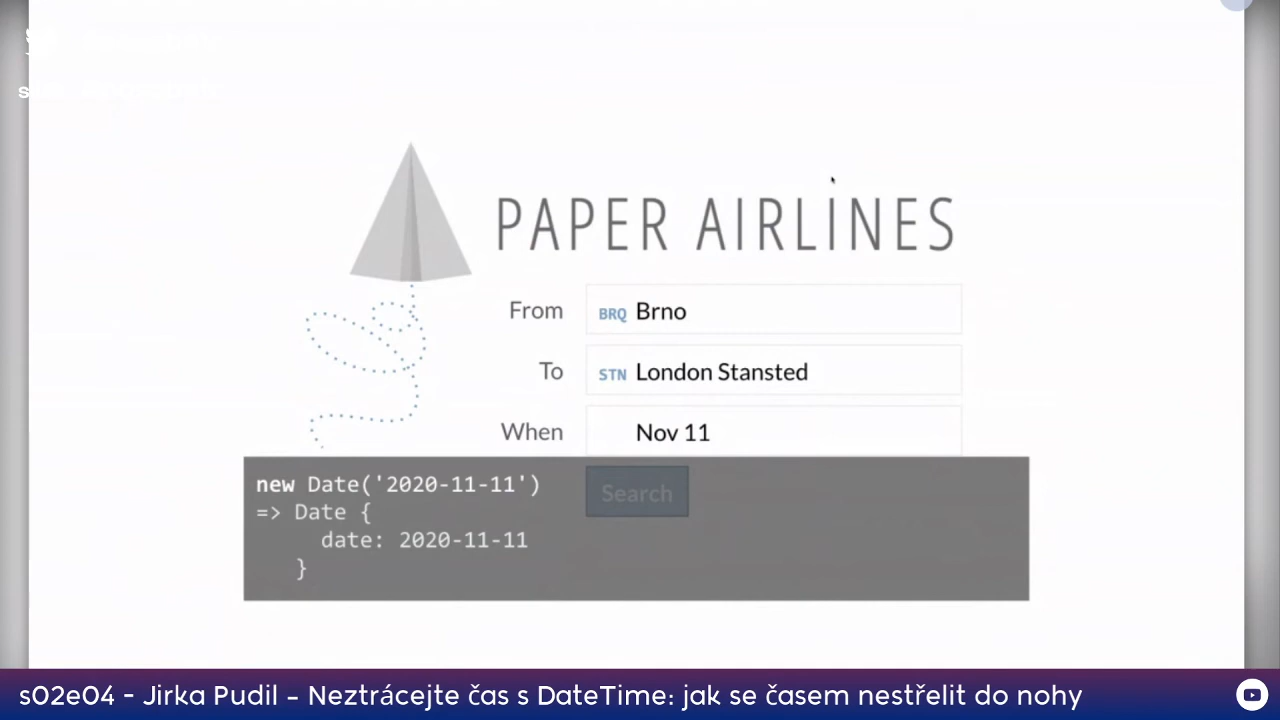 PAPER AIRLINES
From BRQ Brno
To STN London Stansted
When Nov 11
Search
new Date('2020-11-11')
=> Date {
date: 2020-11-11
}
s02e04 - Jirka Pudil - Neztrácejte čas s DateTime: jak se časem nestřelit do nohy